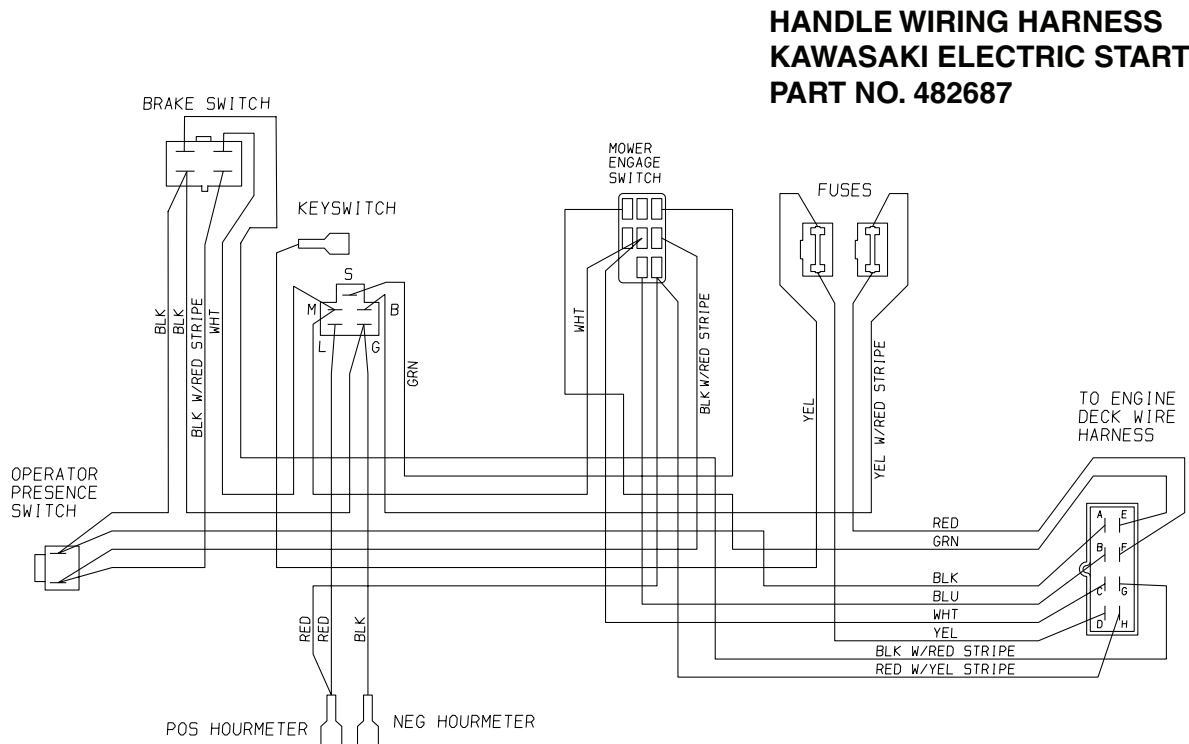 HANDLE WIRING HARNESS
KAWASAKI ELECTRIC START
PART NO. 482687
BRAKE SWITCH
MOWER
ENGAGE
SWITCH
FUSES
KEYSWITCH
S
M
B
L
G
BLK
BLK
BLK W/RED STRIPE
WHT
GRN
WHT
BLK W/RED STRIPE
YEL
YEL W/RED STRIPE
TO ENGINE
DECK WIRE
HARNESS
OPERATOR
PRESENCE
SWITCH
A E
B F
C G
D H
RED
GRN
BLK
BLU
WHT
YEL
BLK W/RED STRIPE
RED W/YEL STRIPE
RED
RED
BLK
POS HOURMETER
NEG HOURMETER